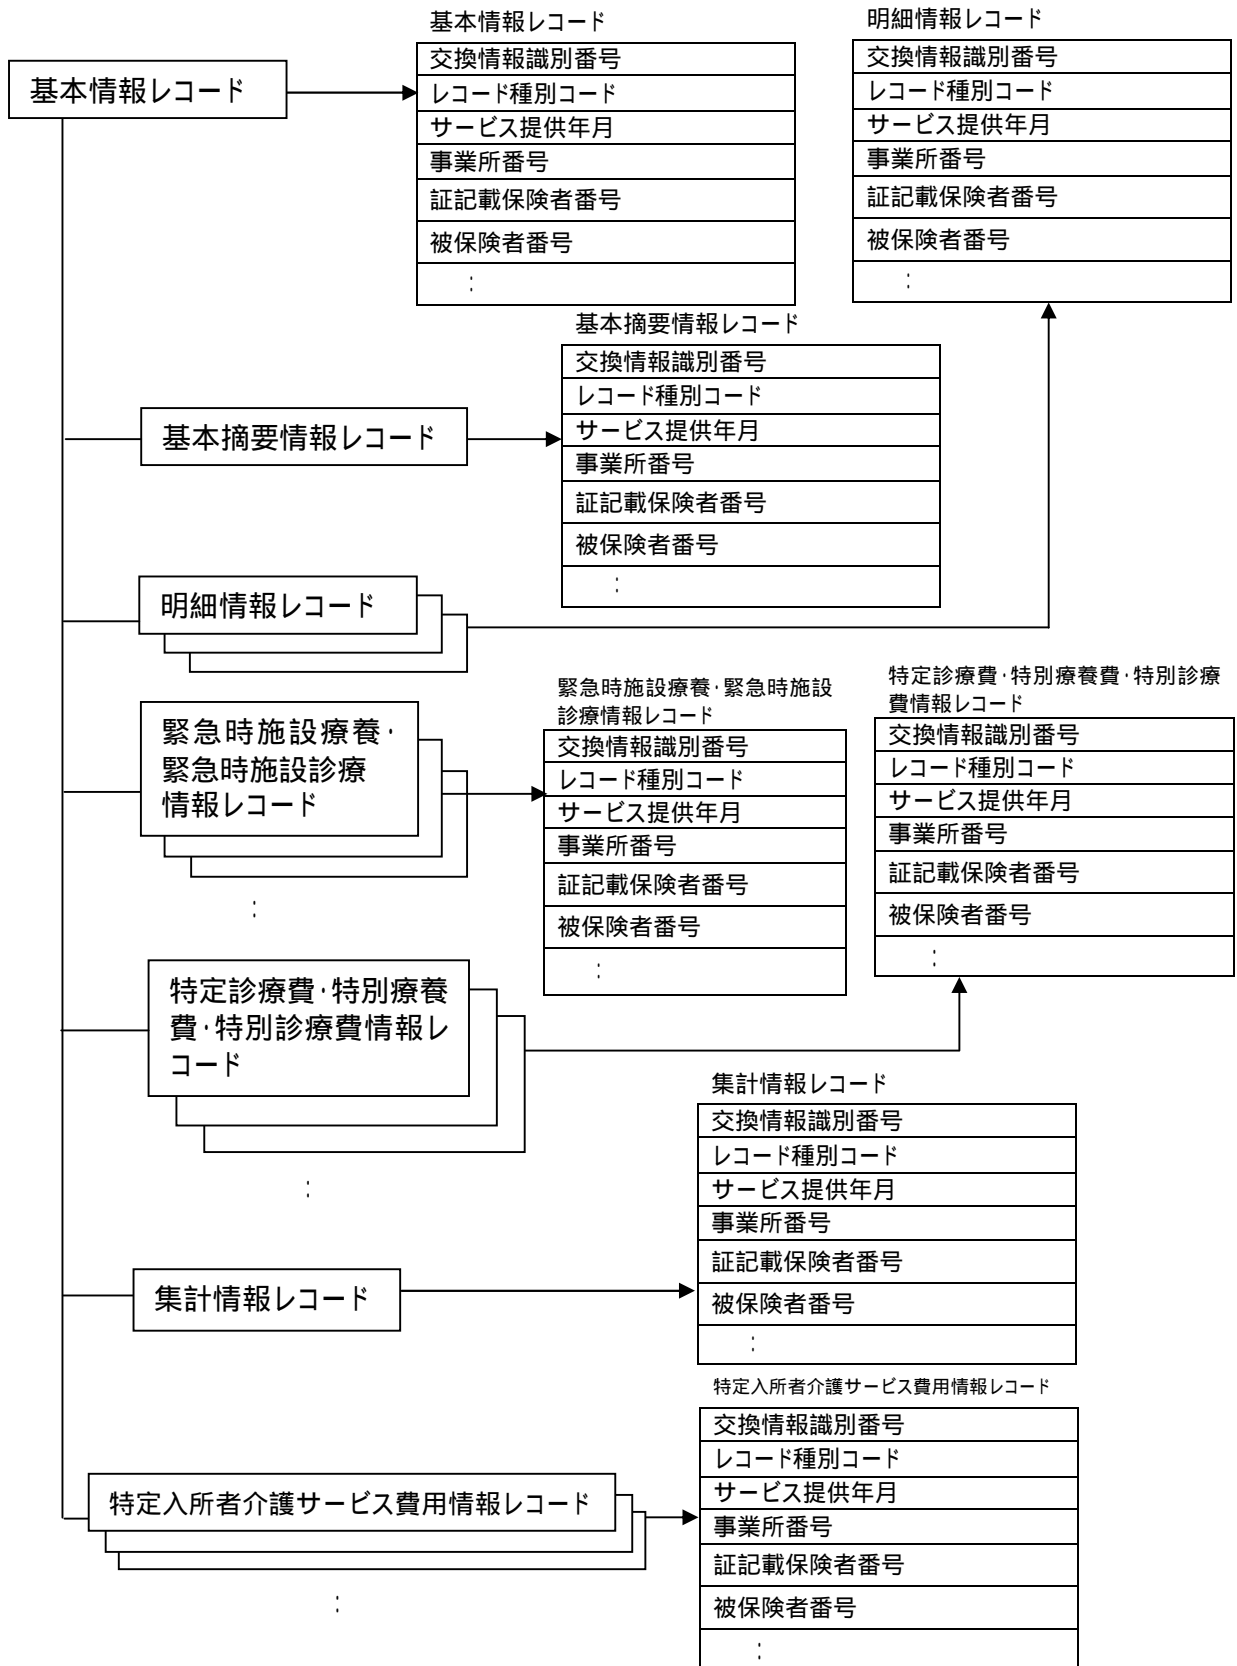 基本情報レコード
基本情報レコード
交換情報識別番号
レコード種別コード
サービス提供年月
事業所番号
証記載保険者番号
被保険者番号
:
明細情報レコード
交換情報識別番号
レコード種別コード
サービス提供年月
事業所番号
証記載保険者番号
被保険者番号
:
基本摘要情報レコード
基本摘要情報レコード
交換情報識別番号
レコード種別コード
サービス提供年月
事業所番号
証記載保険者番号
被保険者番号
:
明細情報レコード
緊急時施設療養・
緊急時施設診療
情報レコード
:
緊急時施設療養・緊急時施設
診療情報レコード
交換情報識別番号
レコード種別コード
サービス提供年月
事業所番号
証記載保険者番号
被保険者番号
:
特定診療費・特別療養費・特別診療
費情報レコード
交換情報識別番号
レコード種別コード
サービス提供年月
事業所番号
証記載保険者番号
被保険者番号
:
特定診療費・特別療養
費・特別診療費情報レ
コード
:
集計情報レコード
集計情報レコード
交換情報識別番号
レコード種別コード
サービス提供年月
事業所番号
証記載保険者番号
被保険者番号
:
特定入所者介護サービス費用情報レコード
:
特定入所者介護サービス費用情報レコード
交換情報識別番号
レコード種別コード
サービス提供年月
事業所番号
証記載保険者番号
被保険者番号
: